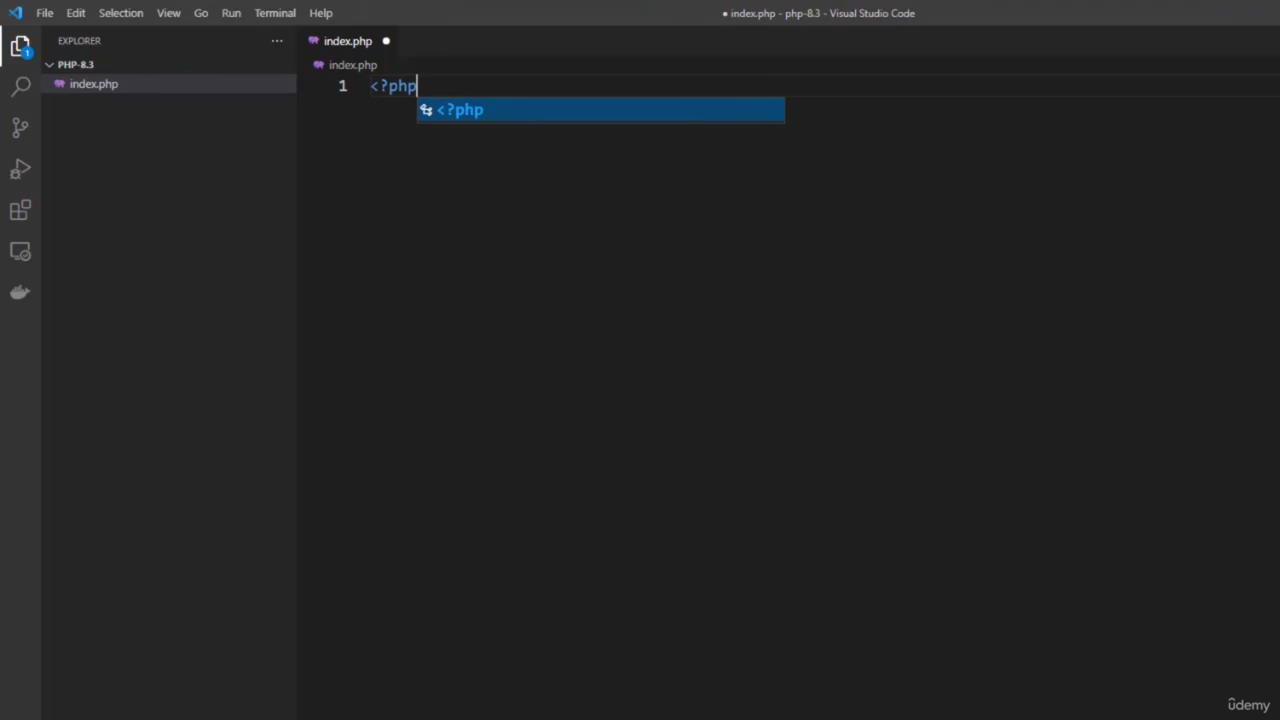 File Edit Selection View Go Run Terminal Help
● index.php - php-8.3 - Visual Studio Code
EXPLORER
index.php
PHP-8.3
index.php
index.php
1 <?php
<?php
1
ûdemy